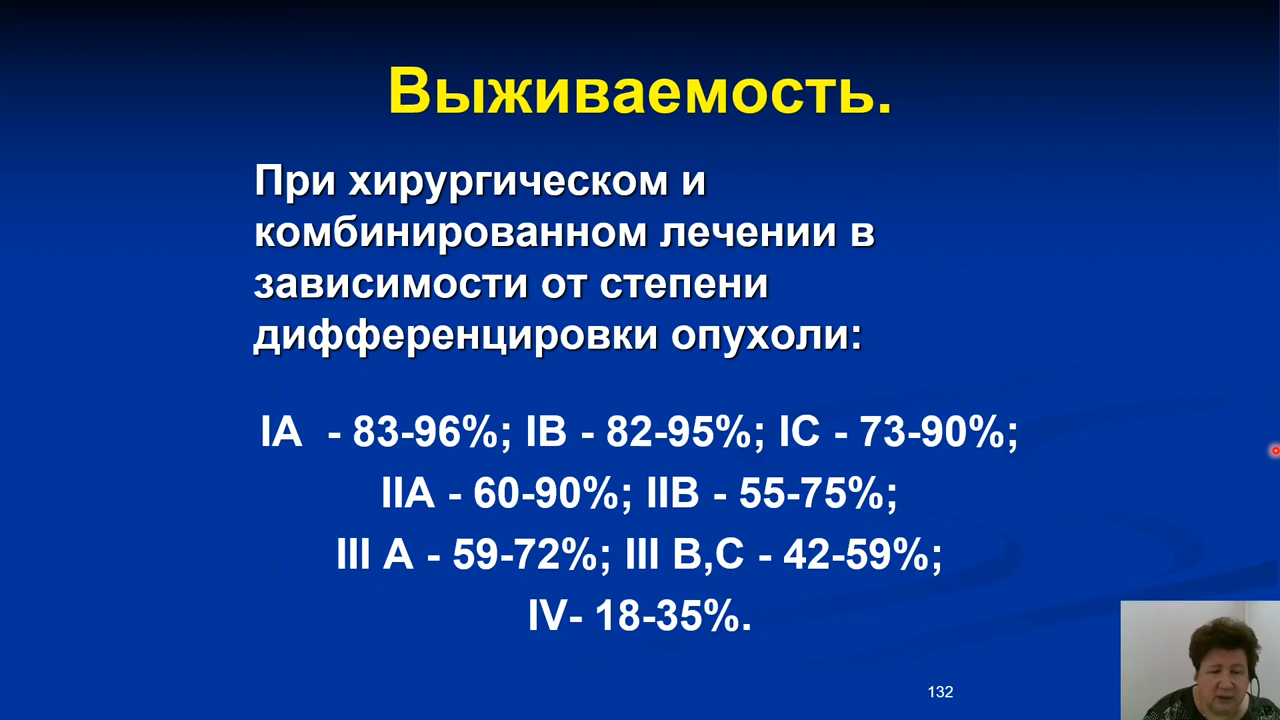 Выживаемость.
При хирургическом и
комбинированном лечении в
зависимости от степени
дифференцировки опухоли:
IA - 83-96%; IB - 82-95%; IC - 73-90%;
IIA - 60-90%; IIB - 55-75%;
III A - 59-72%; III B,C - 42-59%;
IV- 18-35%.
132